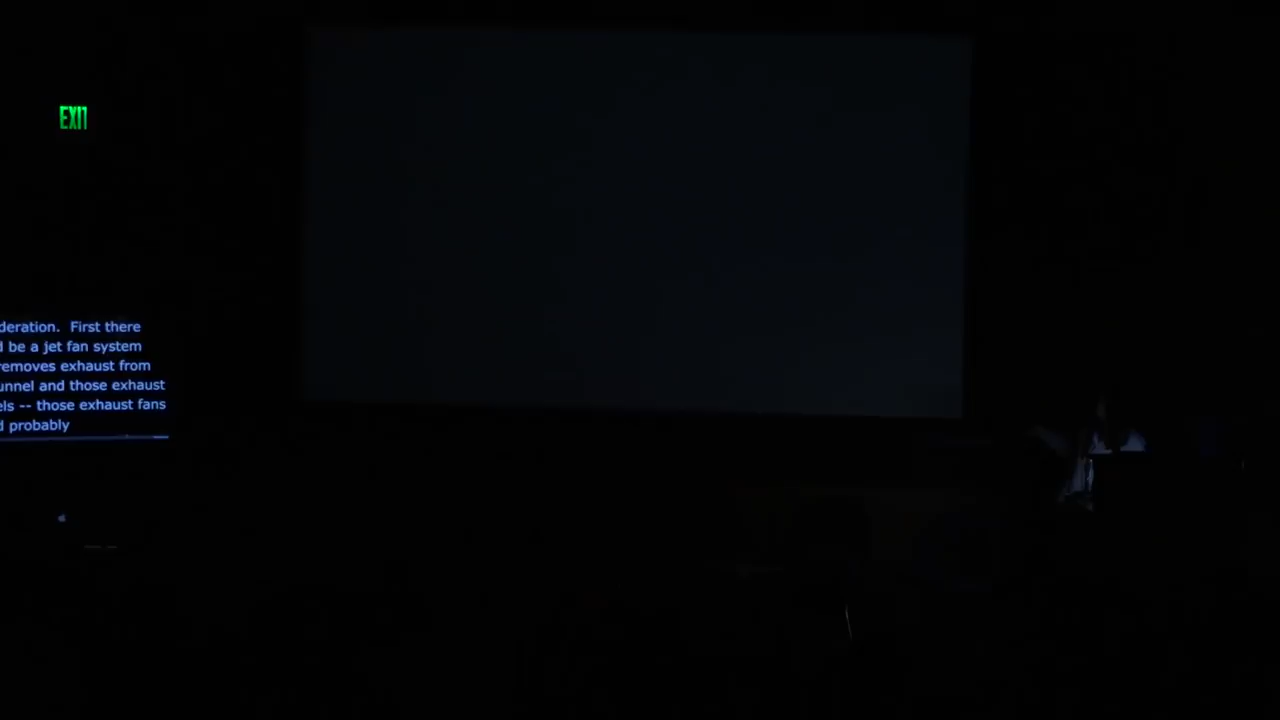 EXIT
deration.  First there
be a jet fan system
removes exhaust from
unnel and those exhaust
els -- those exhaust fans
probably